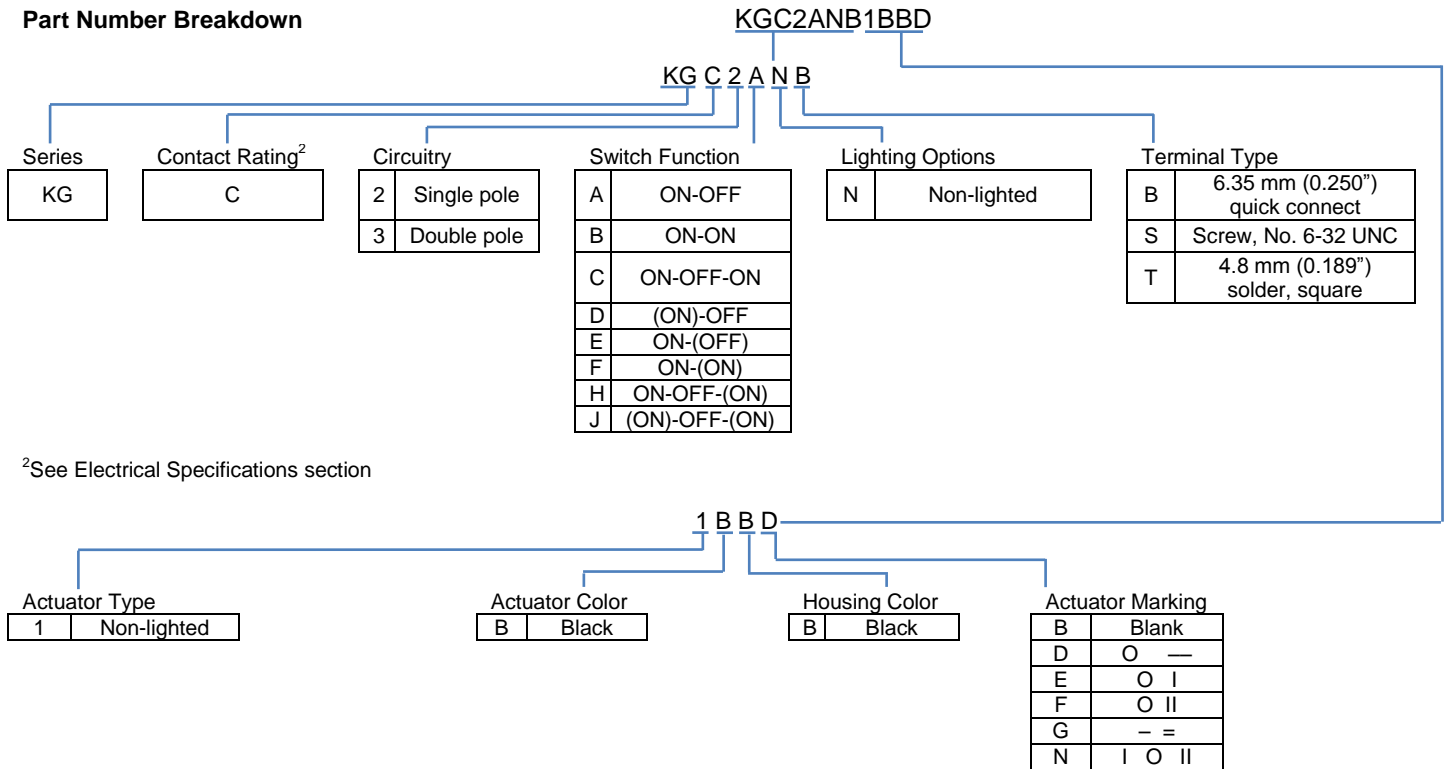 Part Number Breakdown
KGC2ANB1BBD
KG C 2 A N B
Series
KG
Contact Rating2
C
Circuitry
2 Single pole
3 Double pole
Switch Function
A ON-OFF
B ON-ON
C ON-OFF-ON
D (ON)-OFF
E ON-(OFF)
F ON-(ON)
H ON-OFF-(ON)
J (ON)-OFF-(ON)
Lighting Options
N Non-lighted
Terminal Type
B 6.35 mm (0.250”)
quick connect
S Screw, No. 6-32 UNC
T 4.8 mm (0.189”)
solder, square
2See Electrical Specifications section
1 B B D
Actuator Type
1 Non-lighted
Actuator Color
B Black
Housing Color
B Black
Actuator Marking
B Blank
D O —
E O I
F O II
G – =
N I O II